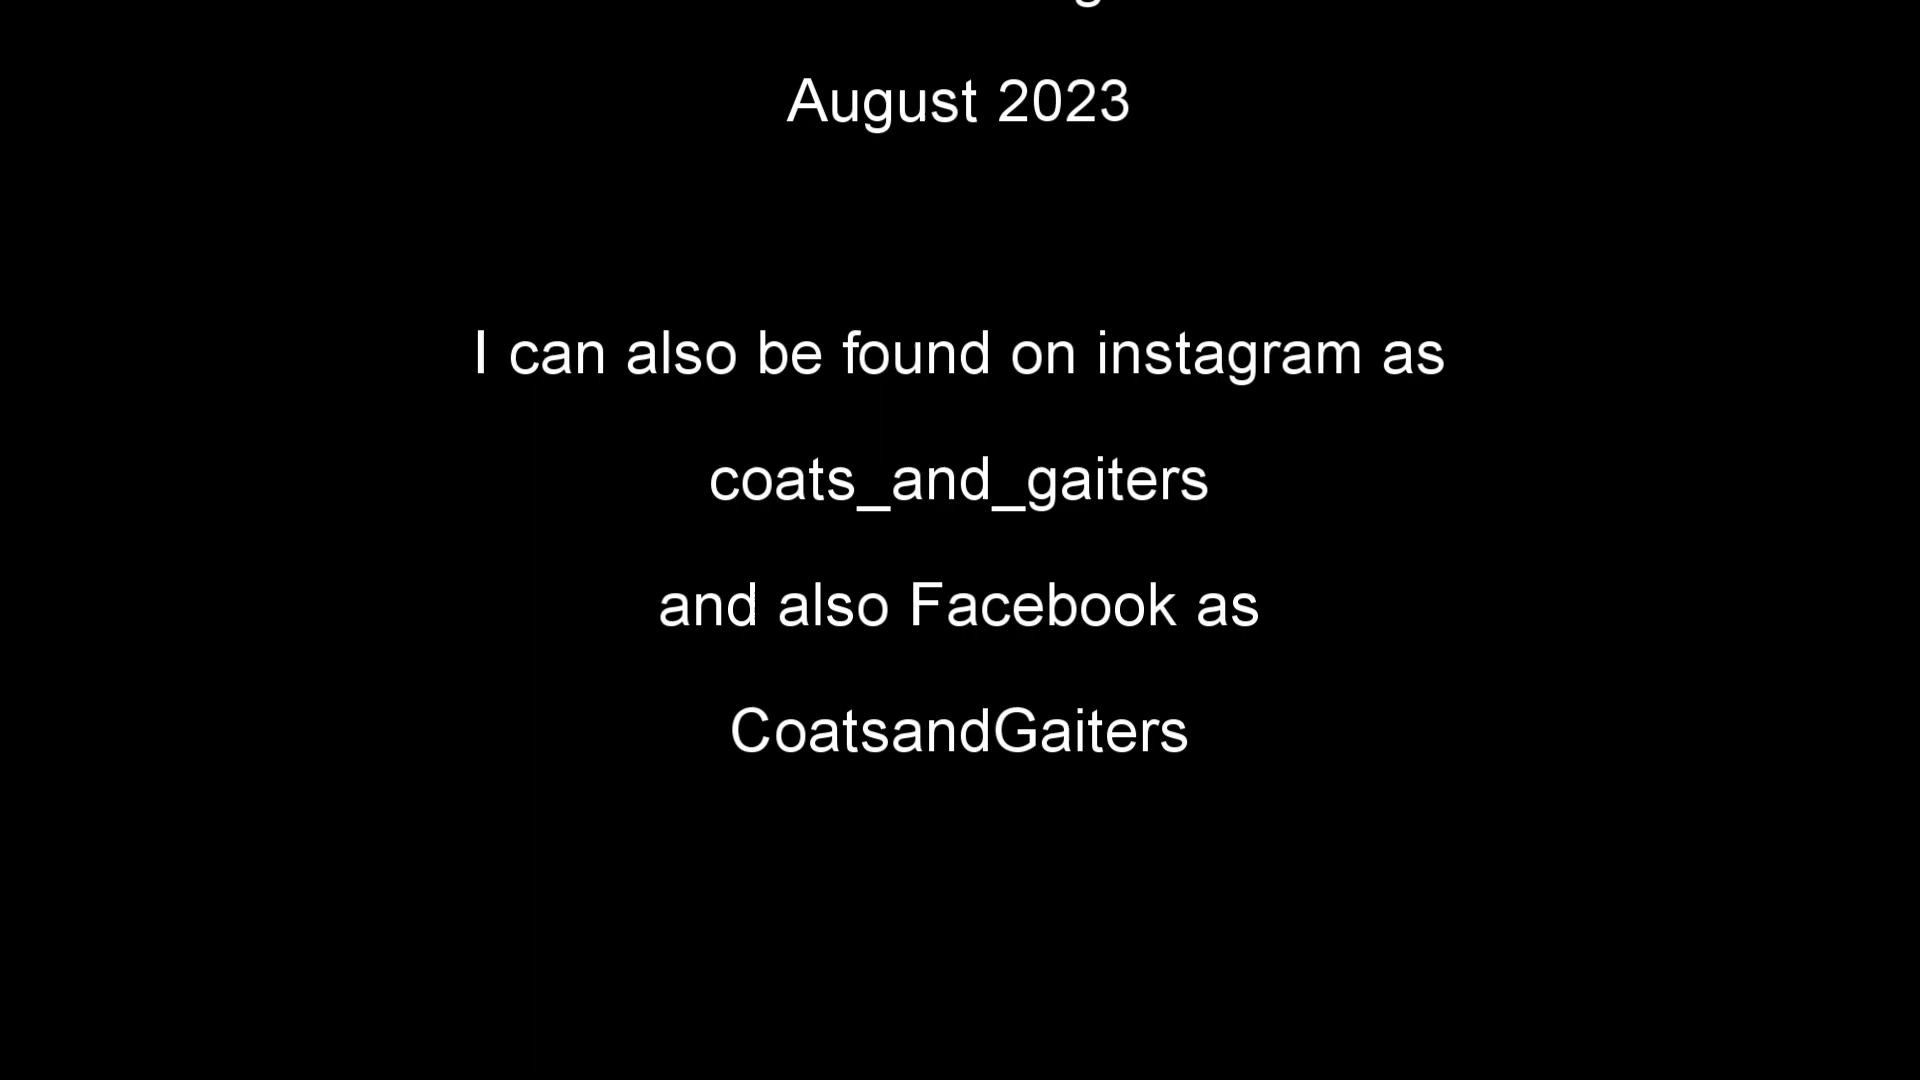 August 2023
I can also be found on instagram as
coats_and_gaiters
and also Facebook as
CoatsandGaiters